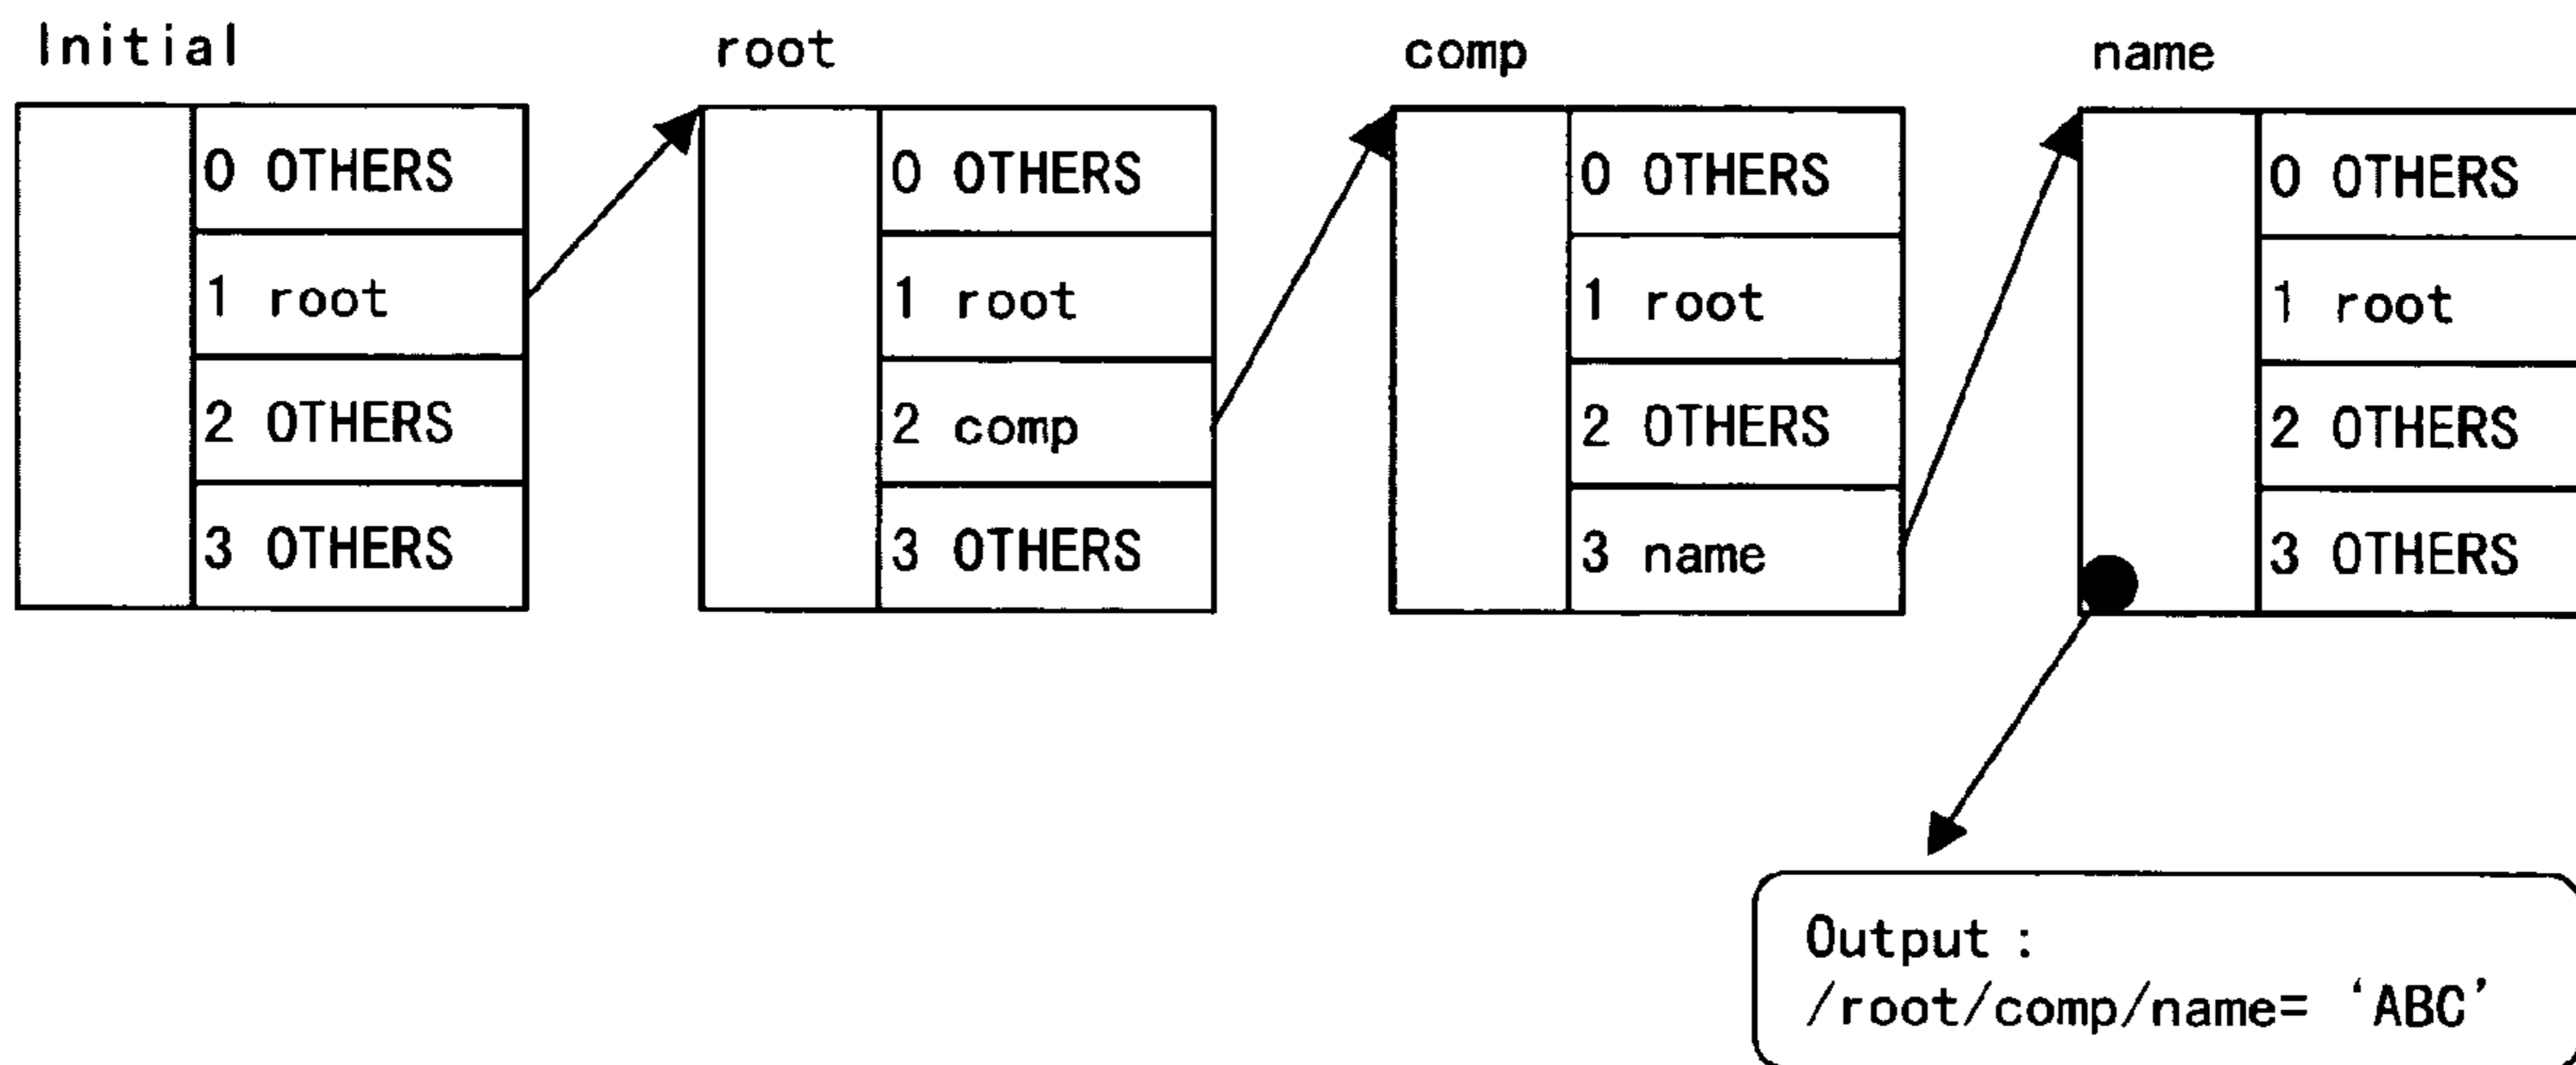 Initial
0 OTHERS
1 root
2 OTHERS
3 OTHERS
root
0 OTHERS
1 root
2 comp
3 OTHERS
comp
0 OTHERS
1 root
2 OTHERS
3 name
name
0 OTHERS
1 root
2 OTHERS
3 OTHERS
Output :
/root/comp/name= ‘ABC’